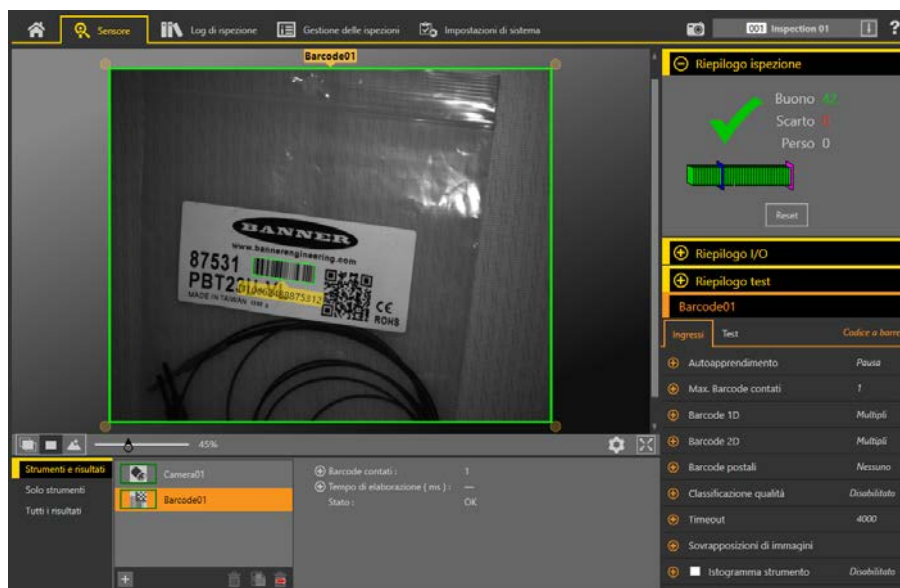 Sensore
Log di ispezione
Gestione delle ispezioni
Impostazioni di sistema
001 Inspection 01
?
Barcode01
BANNER
www.bannerengineering.com
87531
MADE IN TAIWAN
CE
ROHS
45%
Riepilogo ispezione
Buono 42
Scarto
Perso 0
Reset
Riepilogo I/O
Riepilogo test
Barcode01
Ingressi
Test
Codice a barre
Autoapprendimento Pausa
Max. Barcode contati 1
Barcode 1D Multipli
Barcode 2D Multipli
Barcode postali Nessuno
Classificazione qualità Disabilitato
Timeout 4000
Sovrapposizioni di immagini
Istogramma strumento Disabilitato
Strumenti e risultati
Solo strumenti
Tutti i risultati
Camera01
Barcode01
Barcode contati : 1
Tempo di elaborazione ( ms ) : —
Stato : OK